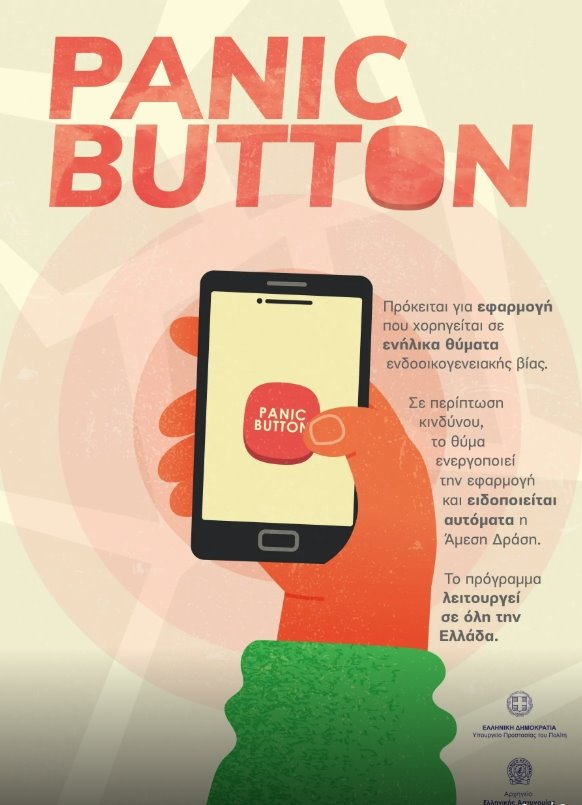 PANIC
BUTTON
Πρόκειται για εφαρμογή
που χορηγείται σε
ενήλικα θύματα
ενδοοικογενειακής βίας.
PANIC
BUTTON
Σε περίπτωση
κινδύνου,
το θύμα
ενεργοποιεί
την εφαρμογή
και ειδοποιείται
αυτόματα η
Άμεση Δράση.
Το πρόγραμμα
λειτουργεί
σε όλη την
Ελλάδα.
ΕΛΛΗΝΙΚΗ ΔΗΜΟΚΡΑΤΙΑ
Υπουργείο Προστασίας του Πολίτη
Αρχηγείο
Ελληνικής Αστυνομίας